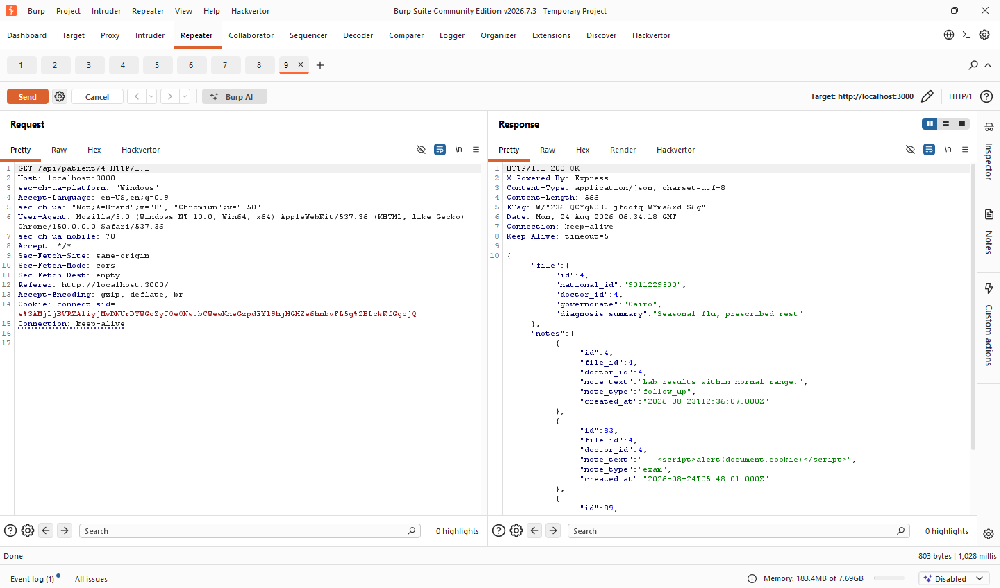 Burp Project Intruder Repeater View Help Hackvertor Burp Suite Community Edition v2026.7.3 - Temporary Project
Dashboard Target Proxy Intruder Repeater Collaborator Sequencer Decoder Comparer Logger Organizer Extensions Discover Hackvertor
1 2 3 4 5 6 7 8 9 × +
Send Cancel < > Burp AI Target: http://localhost:3000 HTTP/1
Request
Pretty Raw Hex Hackvertor \n
1 GET /api/patient/4 HTTP/1.1
2 Host: localhost:3000
3 sec-ch-ua-platform: "Windows"
4 Accept-Language: en-US,en;q=0.9
5 sec-ch-ua: "Not;A=Brand";v="8", "Chromium";v="150"
6 User-Agent: Mozilla/5.0 (Windows NT 10.0; Win64; x64) AppleWebKit/537.36 (KHTML, like Gecko)
Chrome/150.0.0.0 Safari/537.36
7 sec-ch-ua-mobile: ?0
8 Accept: */*
9 Sec-Fetch-Site: same-origin
10 Sec-Fetch-Mode: cors
11 Sec-Fetch-Dest: empty
12 Referer: http://localhost:3000/
13 Accept-Encoding: gzip, deflate, br
14 Cookie: connect.sid=
s%3AMjLjBVRZAliyjMvDNUrDYWGcZyJ0e0Nw.bCWewKneGzpdEYl9hjHGHZe6hnbvFL5g%2BLckKfGgcjQ
15 Connection: keep-alive
16
17
Search 0 highlights
Response
Pretty Raw Hex Render Hackvertor \n
1 HTTP/1.1 200 OK
2 X-Powered-By: Express
3 Content-Type: application/json; charset=utf-8
4 Content-Length: 566
5 ETag: W/"236-QCYqNOBJljfdofq+WYma6xd+S6g"
6 Date: Mon, 24 Aug 2026 06:34:18 GMT
7 Connection: keep-alive
8 Keep-Alive: timeout=5
9
10 {
"file":{
"id":4,
"national_id":"9011229500",
"doctor_id":4,
"governorate":"Cairo",
"diagnosis_summary":"Seasonal flu, prescribed rest"
},
"notes":[
{
"id":4,
"file_id":4,
"doctor_id":4,
"note_text":"Lab results within normal range.",
"note_type":"follow_up",
"created_at":"2026-08-23T12:36:07.000Z"
},
{
"id":83,
"file_id":4,
"doctor_id":4,
"note_text":"   <script>alert(document.cookie)</script>",
"note_type":"exam",
"created_at":"2026-08-24T05:48:01.000Z"
},
{
"id":89,
Search 0 highlights
Inspector
Notes
Custom actions
Done 803 bytes | 1,028 millis
Event log (1) All issues Memory: 183.4MB of 7.69GB Disabled